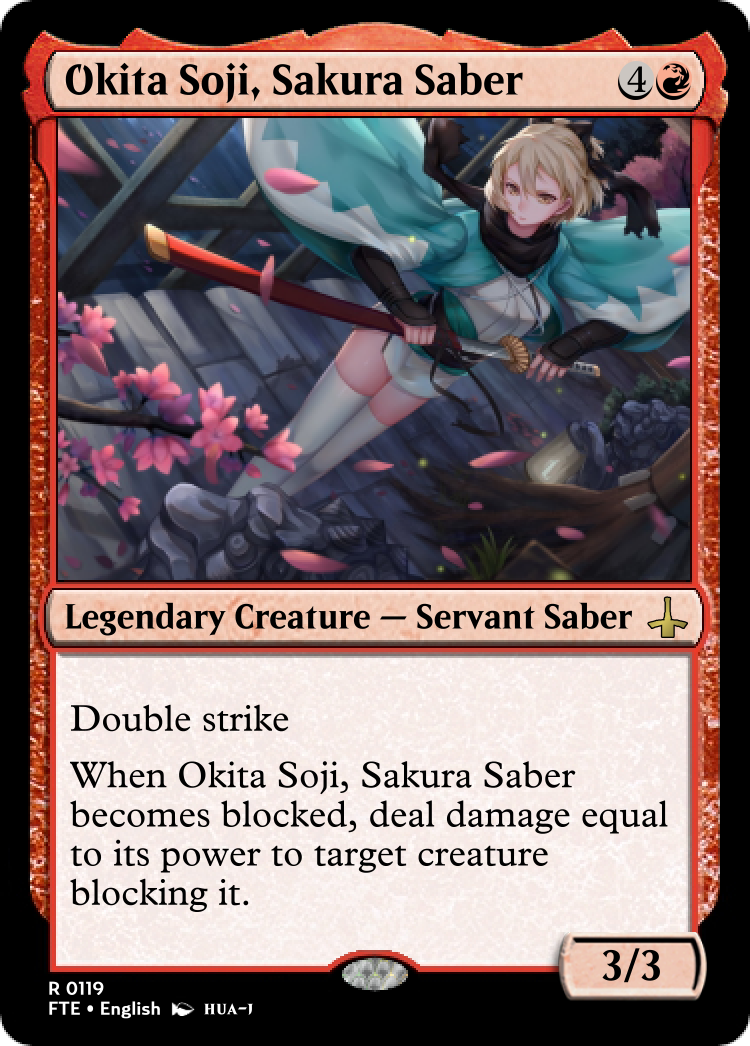 Okita Soji, Sakura Saber 4
Legendary Creature — Servant Saber
Double strike
When Okita Soji, Sakura Saber
becomes blocked, deal damage equal
to its power to target creature
blocking it.
3/3
R 0119
FTE • English HUA-J